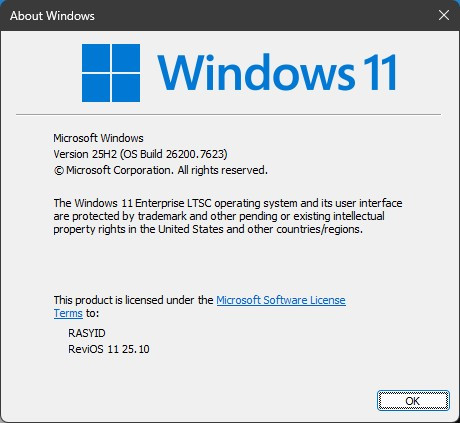 About Windows
Windows 11
Microsoft Windows
Version 25H2 (OS Build 26200.7623)
© Microsoft Corporation. All rights reserved.
The Windows 11 Enterprise LTSC operating system and its user interface
are protected by trademark and other pending or existing intellectual
property rights in the United States and other countries/regions.
This product is licensed under the Microsoft Software License
Terms to:
RASYID
ReviOS 11 25.10
OK